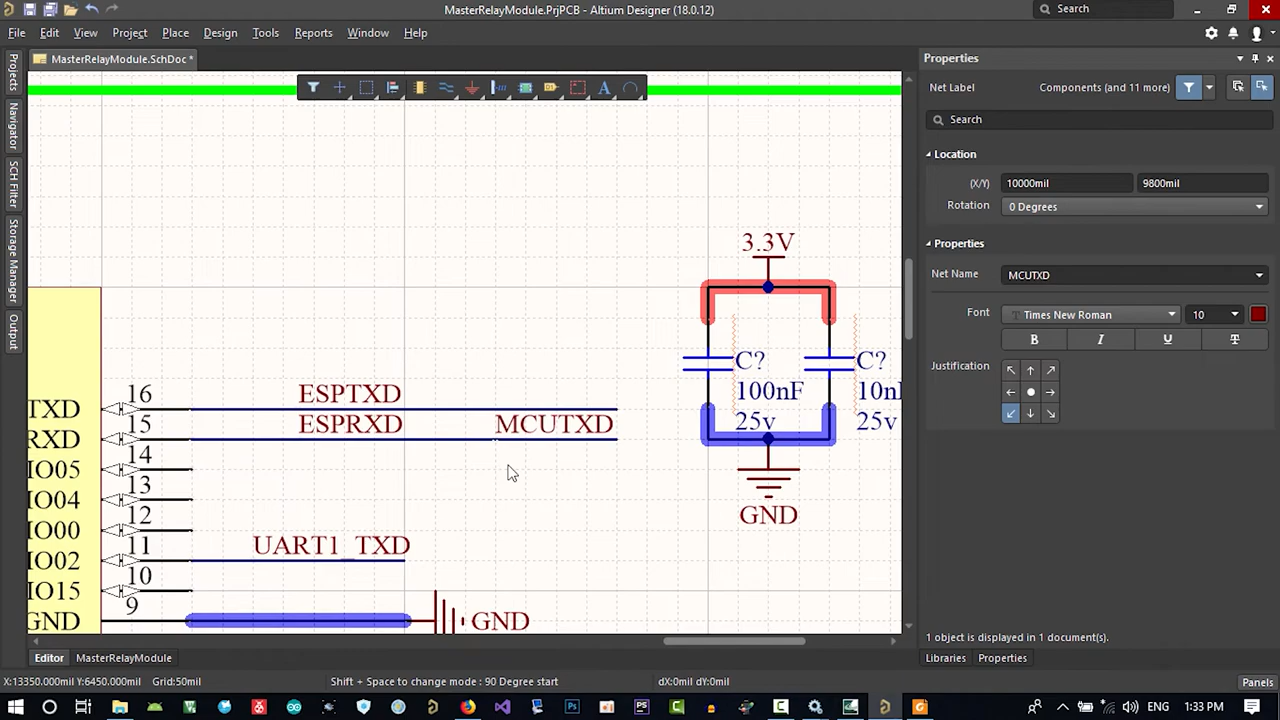 MasterRelayModule.PrjPCB - Altium Designer (18.0.12)
Search
File Edit View Project Place Design Tools Reports Window Help
MasterRelayModule.SchDoc *
Projects
Navigator
SCH Filter
Storage Manager
Output
3.3V
C?
100nF
25v
C?
10n
25v
GND
TXD 16 ESPTXD
RXD 15 ESPRXD MCUTXD
IO05 14
IO04 13
IO00 12
IO02 11 UART1_TXD
IO15 10
GND 9 GND
Properties
Net Label Components (and 11 more)
Search
Location
(X/Y) 10000mil 9800mil
Rotation 0 Degrees
Properties
Net Name MCUTXD
Font T Times New Roman 10
B I U T
Justification
1 object is displayed in 1 document(s).
Editor MasterRelayModule
Libraries Properties
X:13350.000mil Y:6450.000mil Grid:50mil Shift + Space to change mode : 90 Degree start dX:0mil dY:0mil
Panels
ENG 1:33 PM